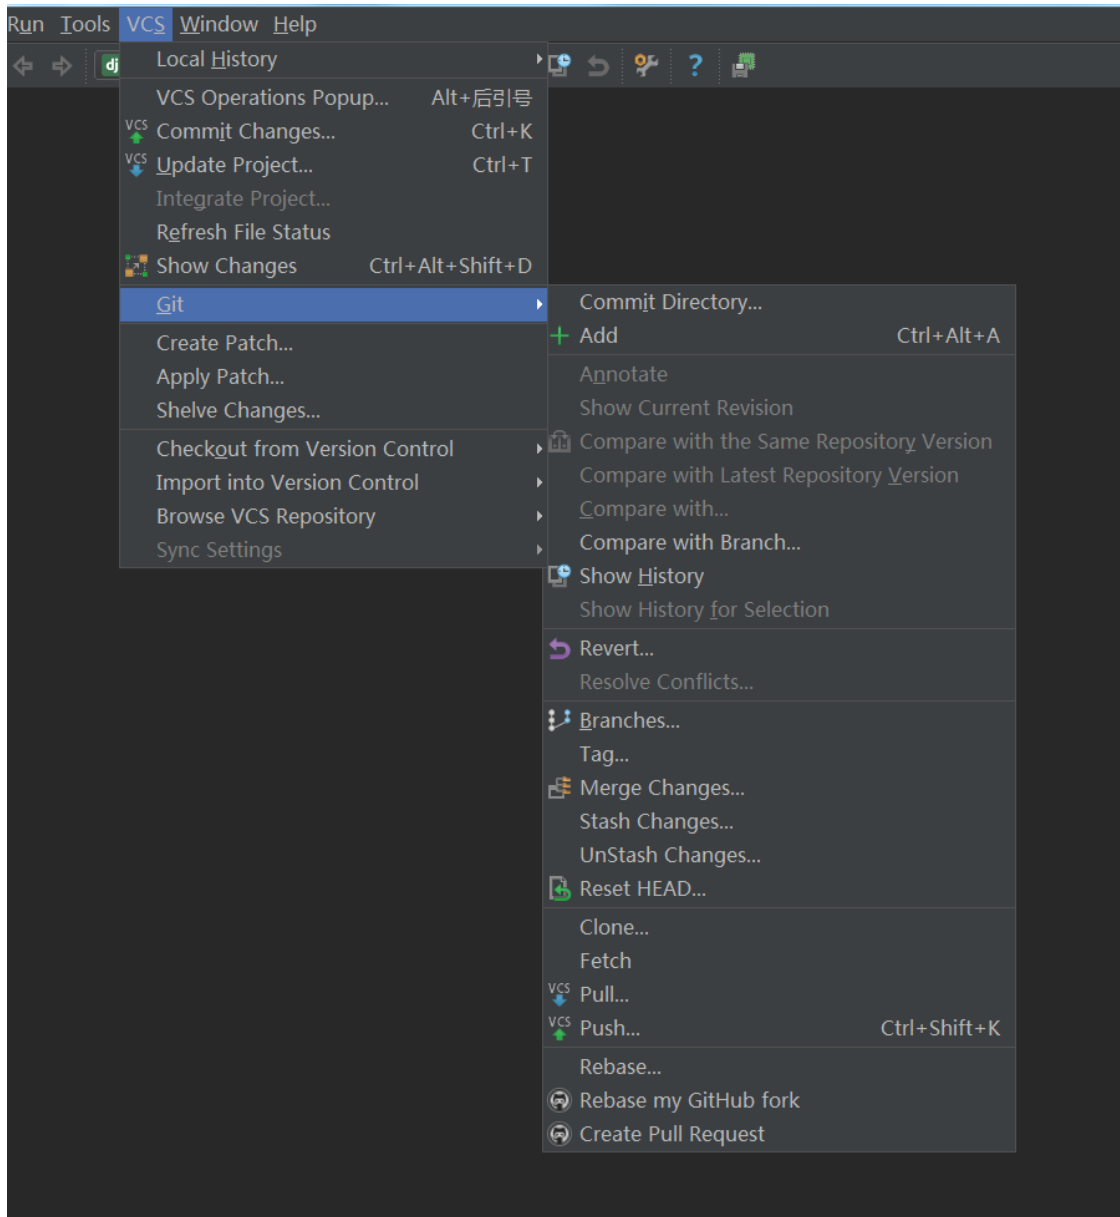 Run Tools VCS Window Help
dj
Local History
VCS Operations Popup... Alt+后引号
VCS Commit Changes... Ctrl+K
VCS Update Project... Ctrl+T
Integrate Project...
Refresh File Status
Show Changes Ctrl+Alt+Shift+D
Git
Create Patch...
Apply Patch...
Shelve Changes...
Checkout from Version Control
Import into Version Control
Browse VCS Repository
Sync Settings
Commit Directory...
Add Ctrl+Alt+A
Annotate
Show Current Revision
Compare with the Same Repository Version
Compare with Latest Repository Version
Compare with...
Compare with Branch...
Show History
Show History for Selection
Revert...
Resolve Conflicts...
Branches...
Tag...
Merge Changes...
Stash Changes...
UnStash Changes...
Reset HEAD...
Clone...
Fetch
VCS Pull...
VCS Push... Ctrl+Shift+K
Rebase...
Rebase my GitHub fork
Create Pull Request